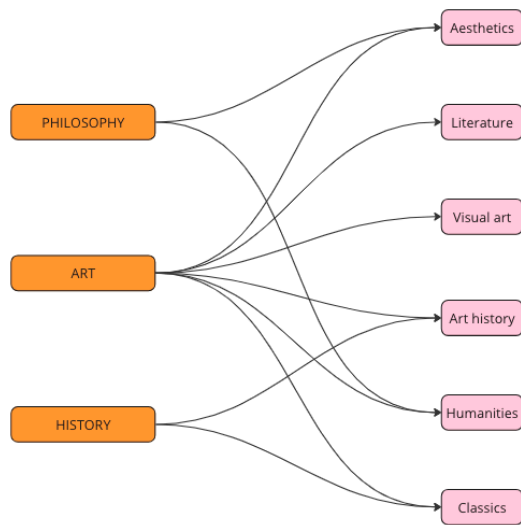 Aesthetics
PHILOSOPHY
Literature
Visual art
ART
Art history
HISTORY
Humanities
Classics